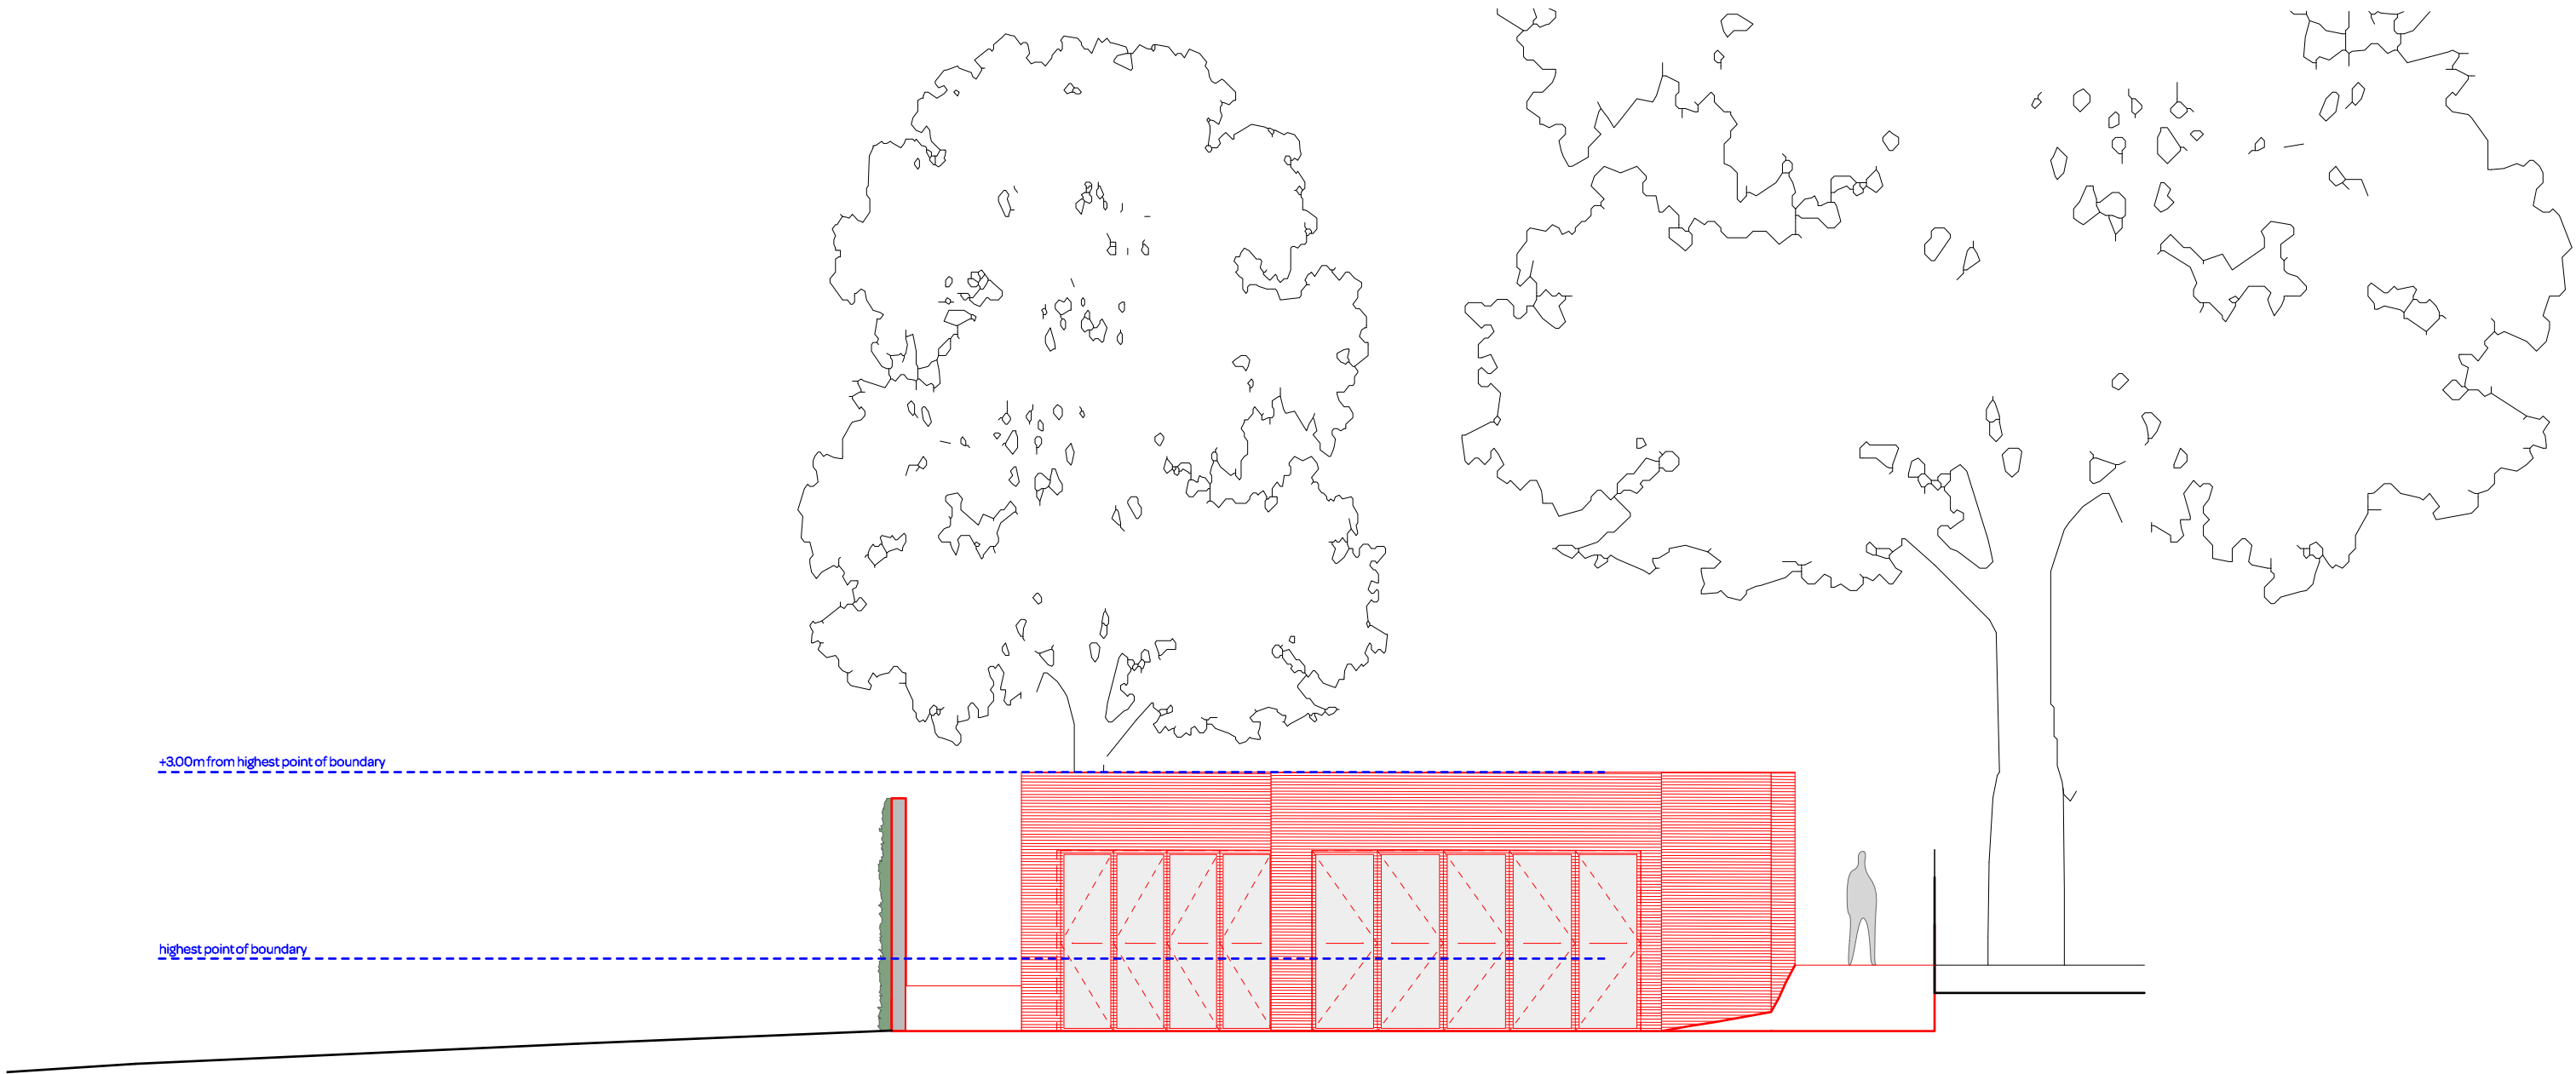 +3.00m from highest point of boundary
highest point of boundary